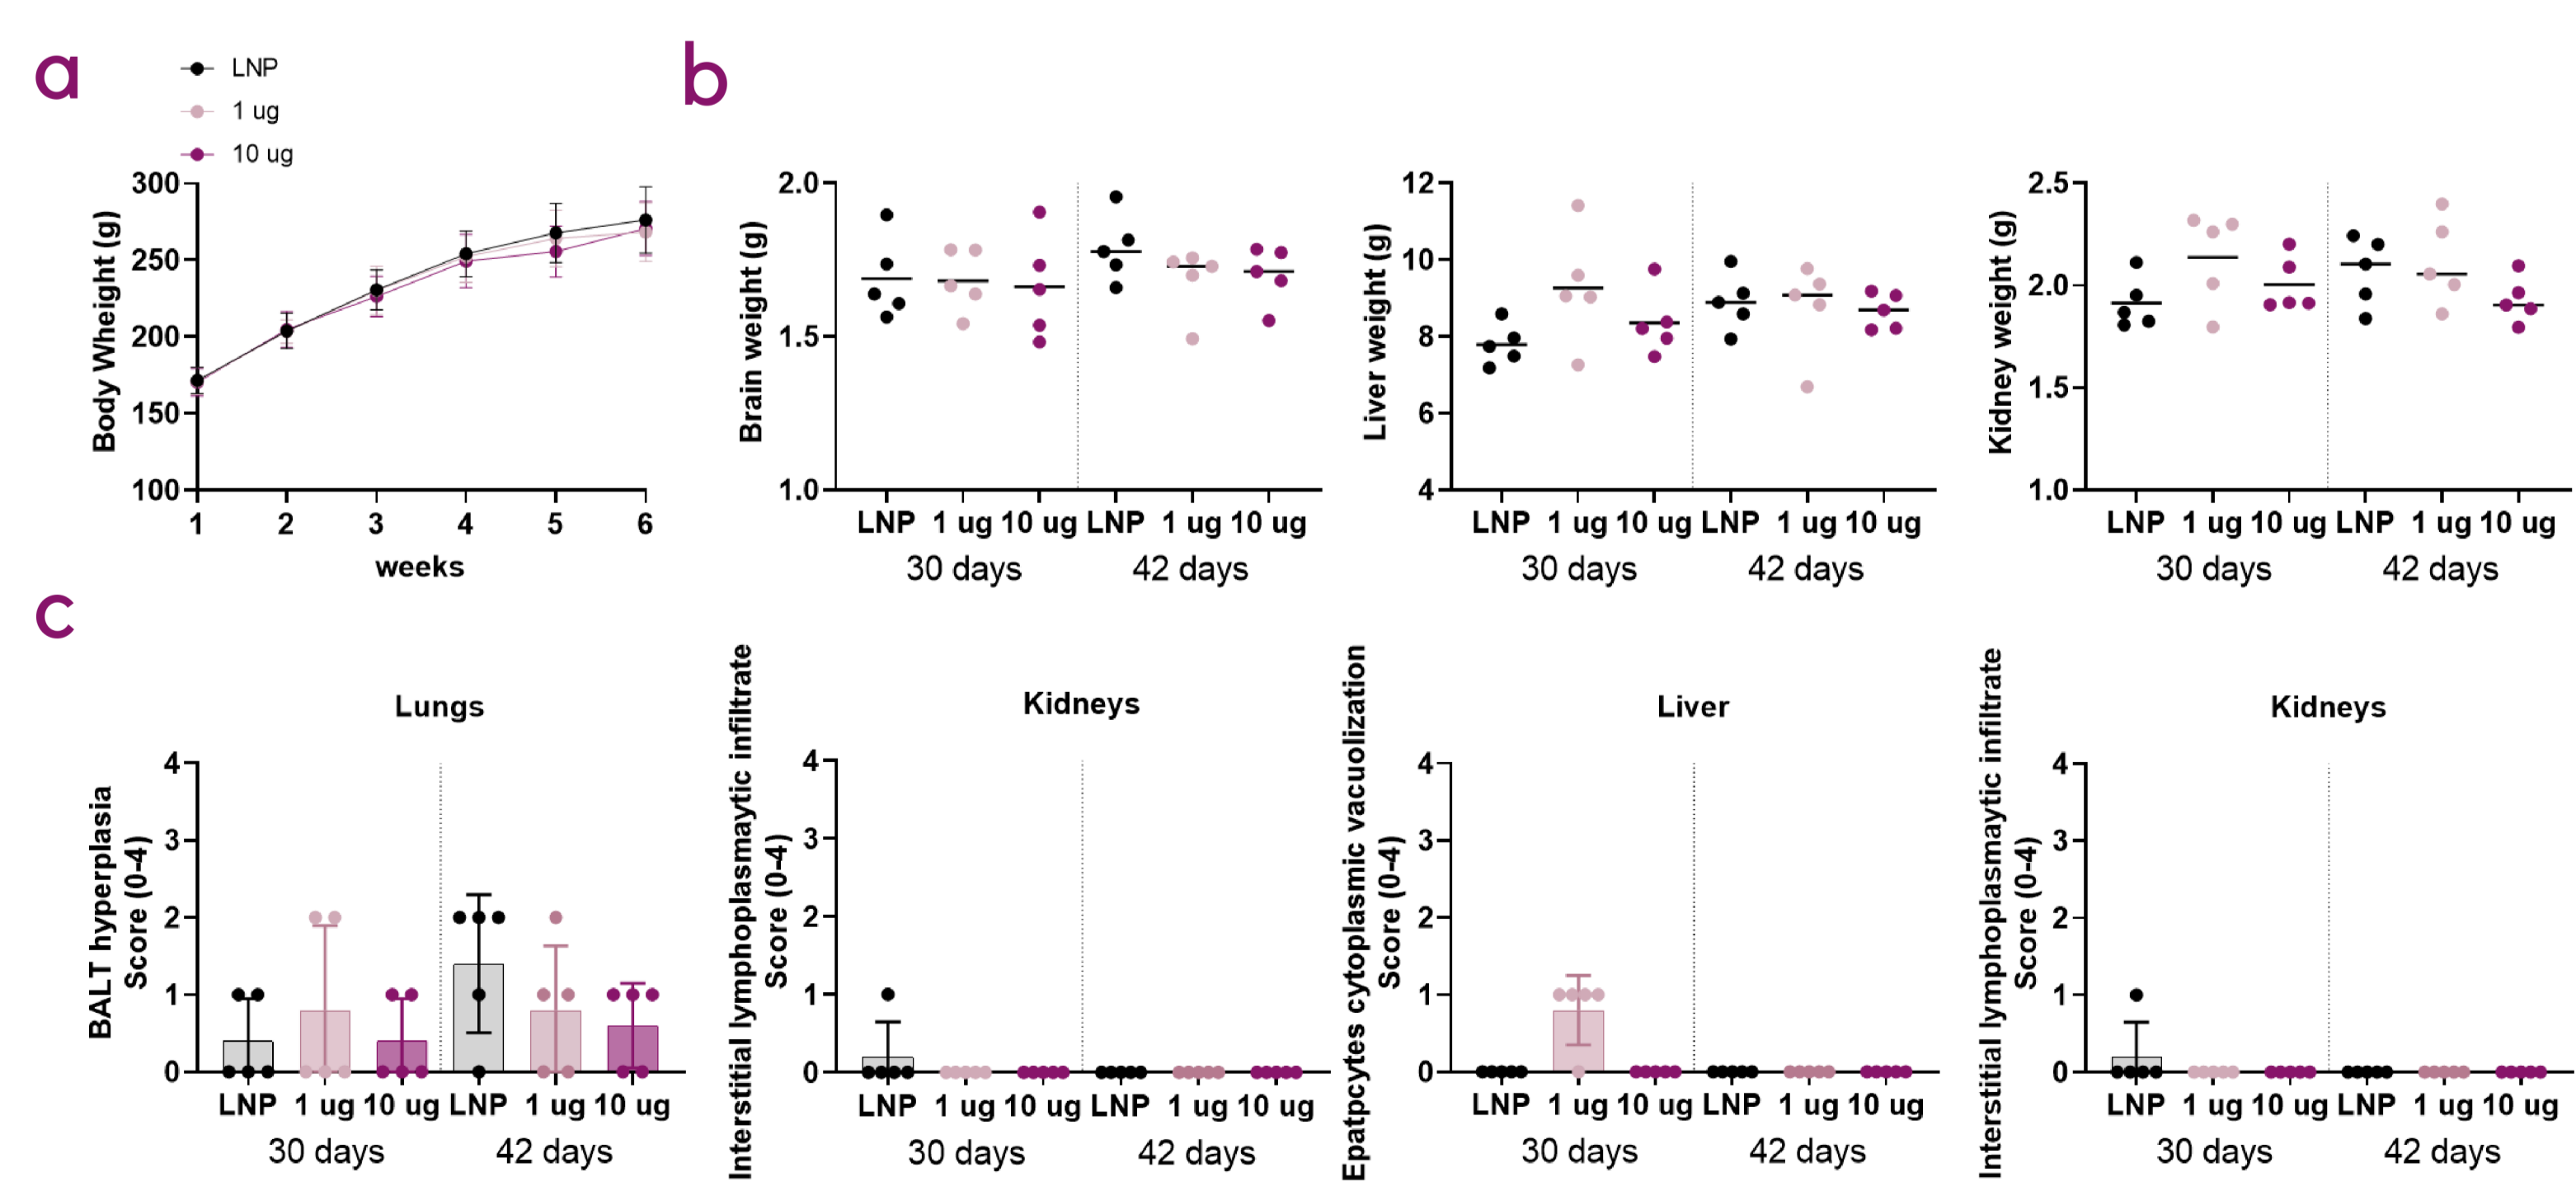 a
LNP
1 ug
10 ug
Body Wheight (g)
300
250
200
150
100
1 2 3 4 5 6
weeks
b
Brain weight (g)
2.0
1.5
1.0
LNP 1 ug 10 ug LNP 1 ug 10 ug
30 days 42 days
Liver weight (g)
12
10
8
6
4
LNP 1 ug 10 ug LNP 1 ug 10 ug
30 days 42 days
Kidney weight (g)
2.5
2.0
1.5
1.0
LNP 1 ug 10 ug LNP 1 ug 10 ug
30 days 42 days
c
Lungs
BALT hyperplasia
Score (0-4)
4
3
2
1
0
LNP 1 ug 10 ug LNP 1 ug 10 ug
30 days 42 days
Kidneys
Interstitial lymphoplasmaytic infiltrate
Score (0-4)
4
3
2
1
0
LNP 1 ug 10 ug LNP 1 ug 10 ug
30 days 42 days
Liver
Epatpcytes cytoplasmic vacuolization
Score (0-4)
4
3
2
1
0
LNP 1 ug 10 ug LNP 1 ug 10 ug
30 days 42 days
Kidneys
Interstitial lymphoplasmaytic infiltrate
Score (0-4)
4
3
2
1
0
LNP 1 ug 10 ug LNP 1 ug 10 ug
30 days 42 days